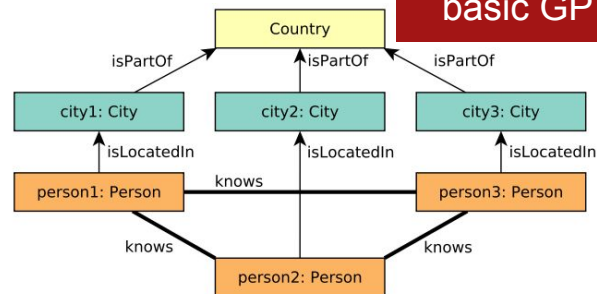 basic GP
Country
isPartOf
isPartOf
isPartOf
city1: City
city2: City
city3: City
isLocatedIn
isLocatedIn
isLocatedIn
person1: Person
knows
person3: Person
knows
knows
person2: Person